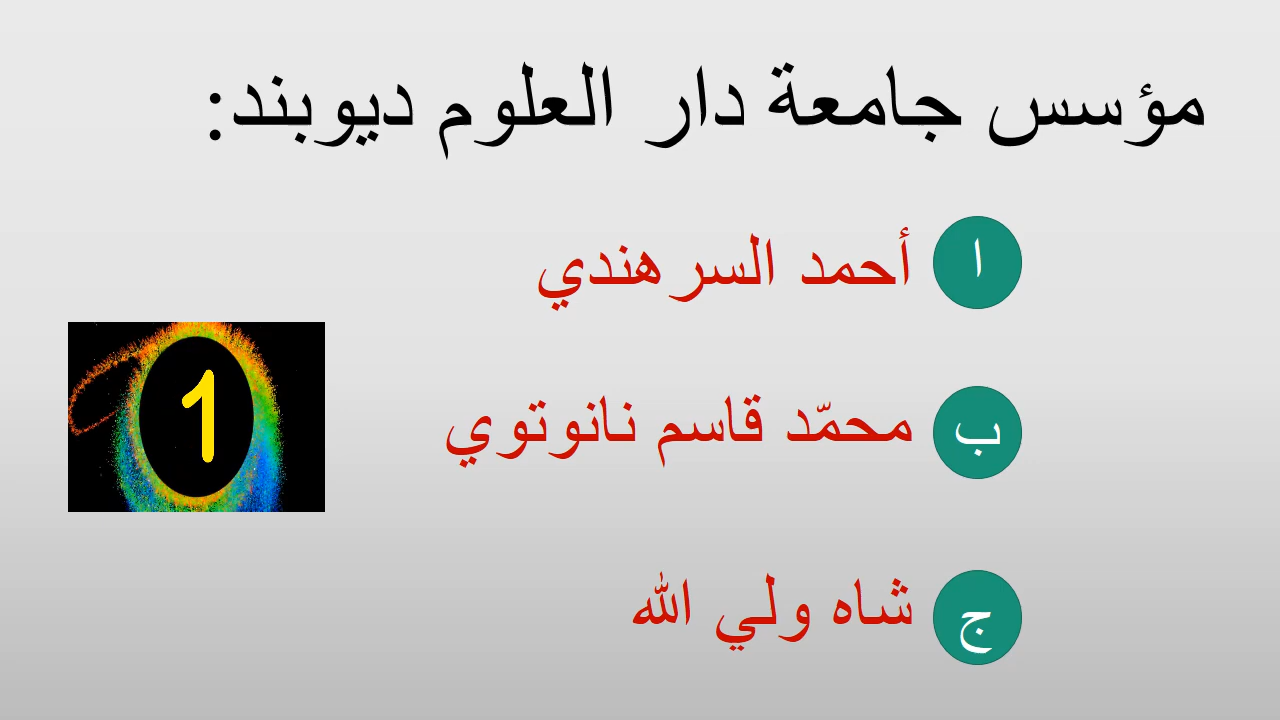 مؤسس جامعة دار العلوم ديوبند:
ا أحمد السرهندي
ب محمّد قاسم نانوتوي
1
ج شاه ولي الله